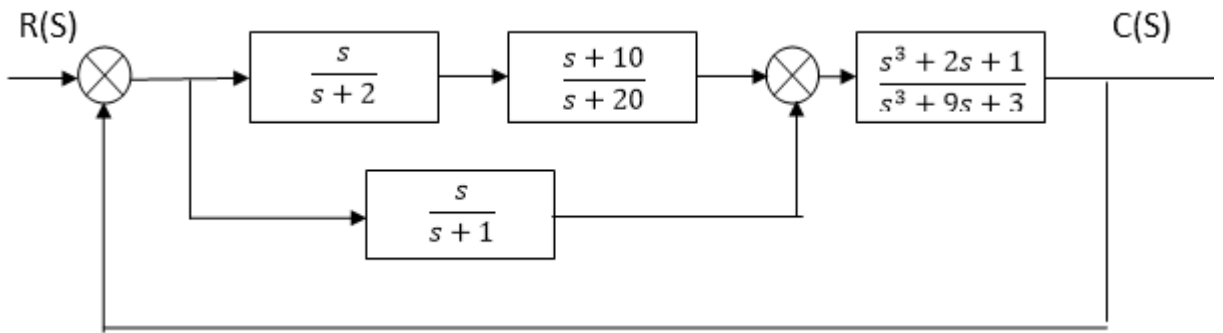 R(S)
C(S)
s
s + 2
s + 10
s + 20
s³ + 2s + 1
s³ + 9s + 3
s
s + 1